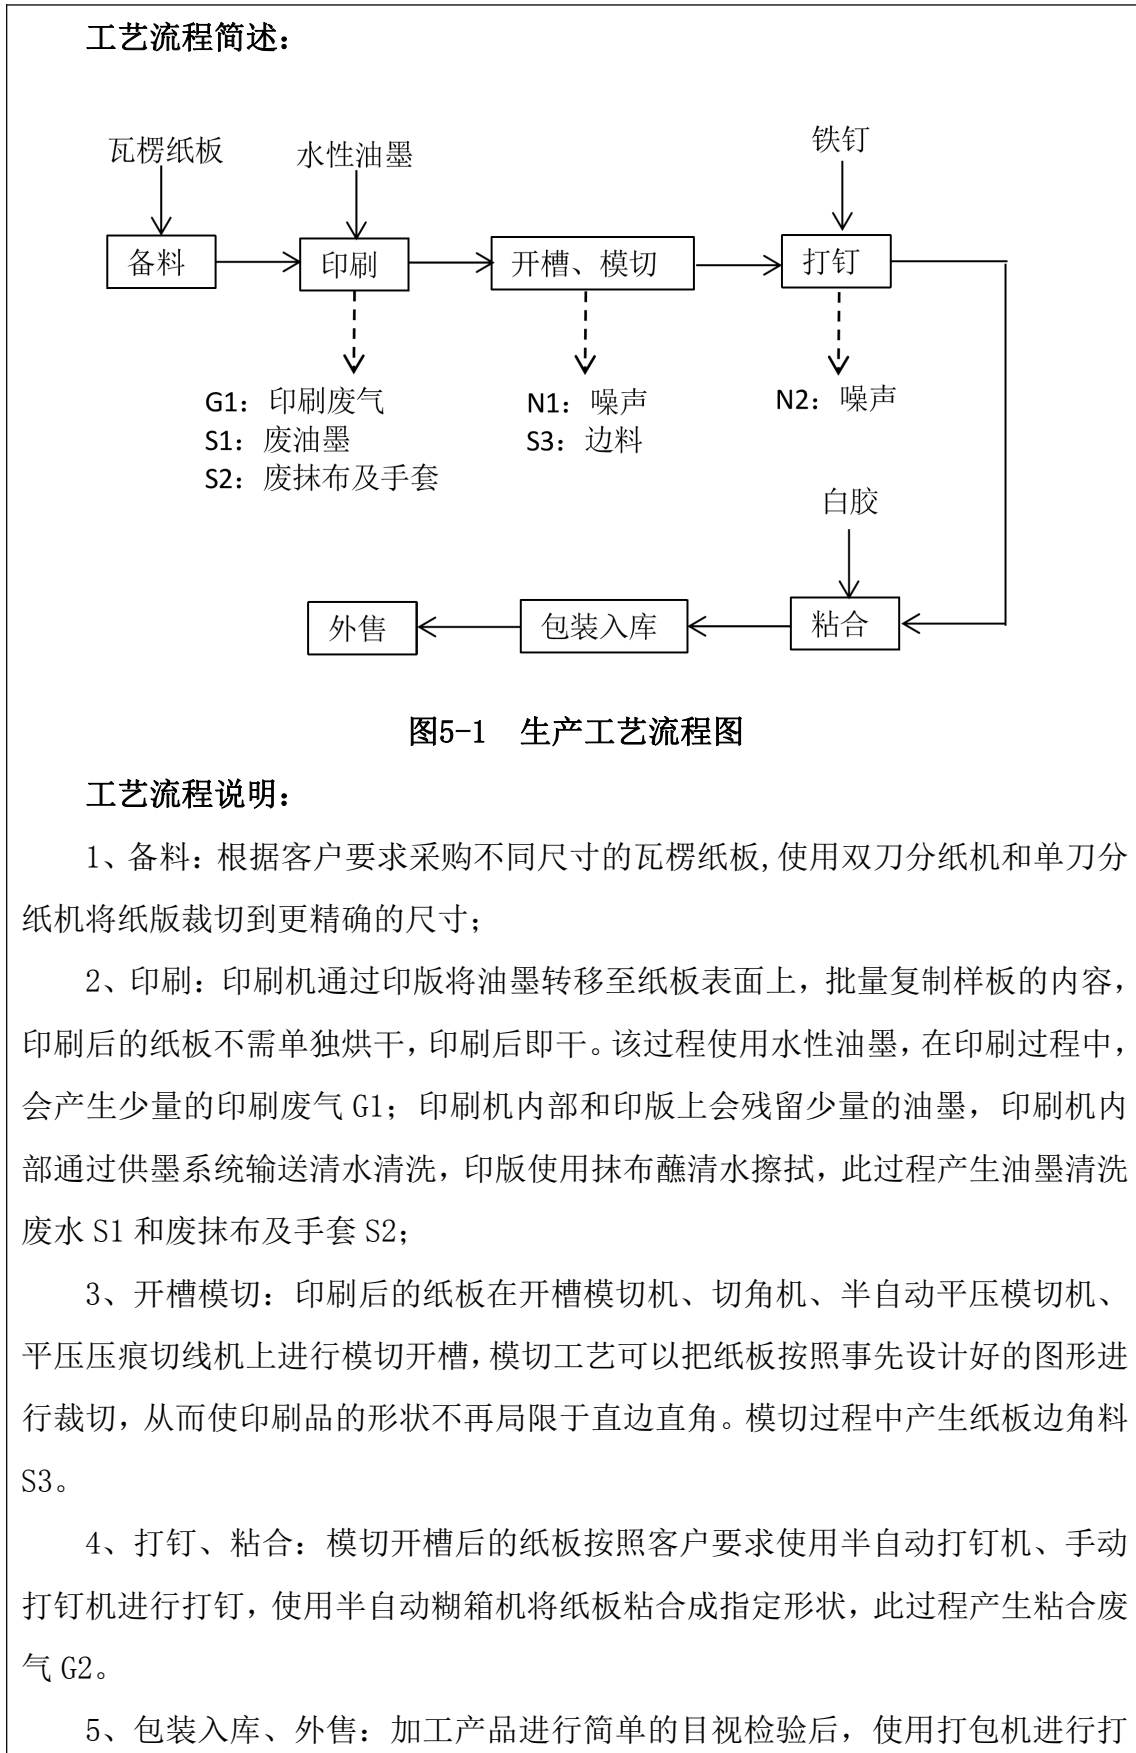 工艺流程简述：
瓦楞纸板
水性油墨
铁钉
备料
印刷
开槽、模切
打钉
G1：印刷废气
S1：废油墨
S2：废抹布及手套
N1：噪声
S3：边料
N2：噪声
白胶
外售
包装入库
粘合
图5-1 生产工艺流程图
工艺流程说明：
1、备料：根据客户要求采购不同尺寸的瓦楞纸板,使用双刀分纸机和单刀分
纸机将纸版裁切到更精确的尺寸；
2、印刷：印刷机通过印版将油墨转移至纸板表面上，批量复制样板的内容，
印刷后的纸板不需单独烘干，印刷后即干。该过程使用水性油墨，在印刷过程中，
会产生少量的印刷废气 G1；印刷机内部和印版上会残留少量的油墨，印刷机内
部通过供墨系统输送清水清洗，印版使用抹布蘸清水擦拭，此过程产生油墨清洗
废水 S1 和废抹布及手套 S2；
3、开槽模切：印刷后的纸板在开槽模切机、切角机、半自动平压模切机、
平压压痕切线机上进行模切开槽，模切工艺可以把纸板按照事先设计好的图形进
行裁切，从而使印刷品的形状不再局限于直边直角。模切过程中产生纸板边角料
S3。
4、打钉、粘合：模切开槽后的纸板按照客户要求使用半自动打钉机、手动
打钉机进行打钉，使用半自动糊箱机将纸板粘合成指定形状，此过程产生粘合废
气 G2。
5、包装入库、外售：加工产品进行简单的目视检验后，使用打包机进行打